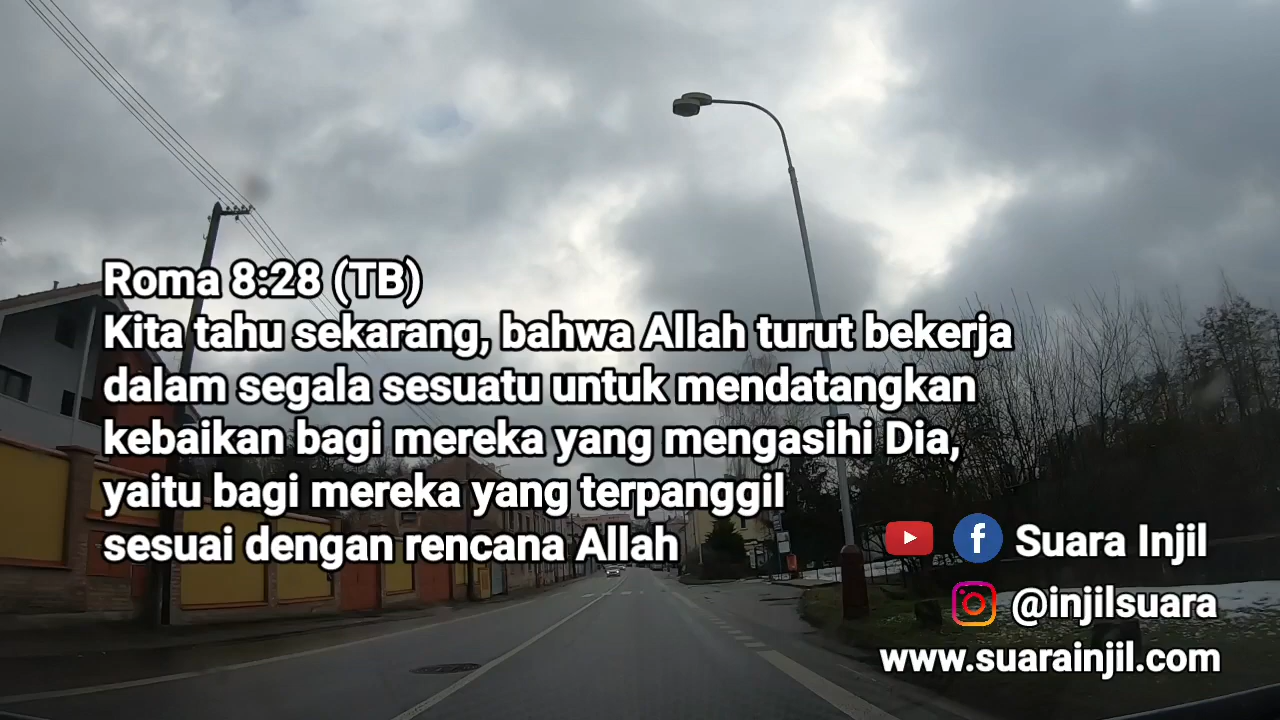 Roma 8:28 (TB)
Kita tahu sekarang, bahwa Allah turut bekerja
dalam segala sesuatu untuk mendatangkan
kebaikan bagi mereka yang mengasihi Dia,
yaitu bagi mereka yang terpanggil
sesuai dengan rencana Allah
Suara Injil
@injilsuara
www.suarainjil.com